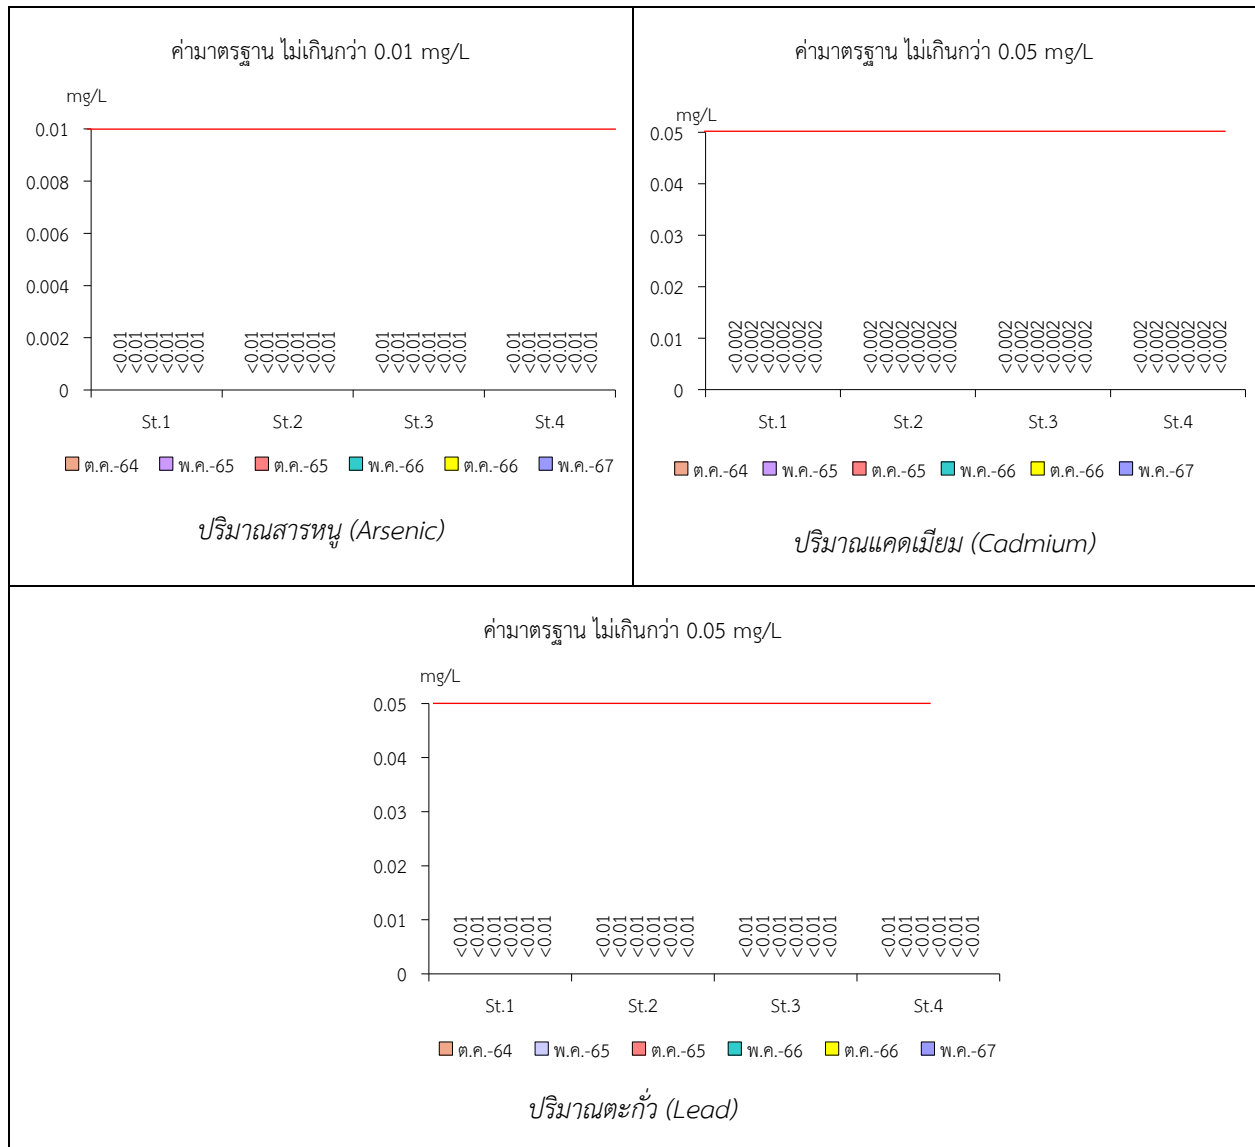 ค่ามาตรฐาน ไม่เกินกว่า 0.01 mg/L
mg/L
0.01
0.008
0.006
0.004
0.002
0
<0.01 <0.01 <0.01 <0.01 <0.01 <0.01 <0.01 <0.01 <0.01 <0.01 <0.01 <0.01 <0.01 <0.01 <0.01 <0.01 <0.01 <0.01 <0.01 <0.01 <0.01 <0.01 <0.01 <0.01
St.1 St.2 St.3 St.4
ต.ค.-64 พ.ค.-65 ต.ค.-65 พ.ค.-66 ต.ค.-66 พ.ค.-67
ปริมาณสารหนู (Arsenic)
ค่ามาตรฐาน ไม่เกินกว่า 0.05 mg/L
mg/L
0.05
0.04
0.03
0.02
0.01
0
<0.002 <0.002 <0.002 <0.002 <0.002 <0.002 <0.002 <0.002 <0.002 <0.002 <0.002 <0.002 <0.002 <0.002 <0.002 <0.002 <0.002 <0.002 <0.002 <0.002 <0.002 <0.002 <0.002 <0.002
St.1 St.2 St.3 St.4
ต.ค.-64 พ.ค.-65 ต.ค.-65 พ.ค.-66 ต.ค.-66 พ.ค.-67
ปริมาณแคดเมียม (Cadmium)
ค่ามาตรฐาน ไม่เกินกว่า 0.05 mg/L
mg/L
0.05
0.04
0.03
0.02
0.01
0
<0.01 <0.01 <0.01 <0.01 <0.01 <0.01 <0.01 <0.01 <0.01 <0.01 <0.01 <0.01 <0.01 <0.01 <0.01 <0.01 <0.01 <0.01 <0.01 <0.01 <0.01 <0.01 <0.01 <0.01
St.1 St.2 St.3 St.4
ต.ค.-64 พ.ค.-65 ต.ค.-65 พ.ค.-66 ต.ค.-66 พ.ค.-67
ปริมาณตะกั่ว (Lead)